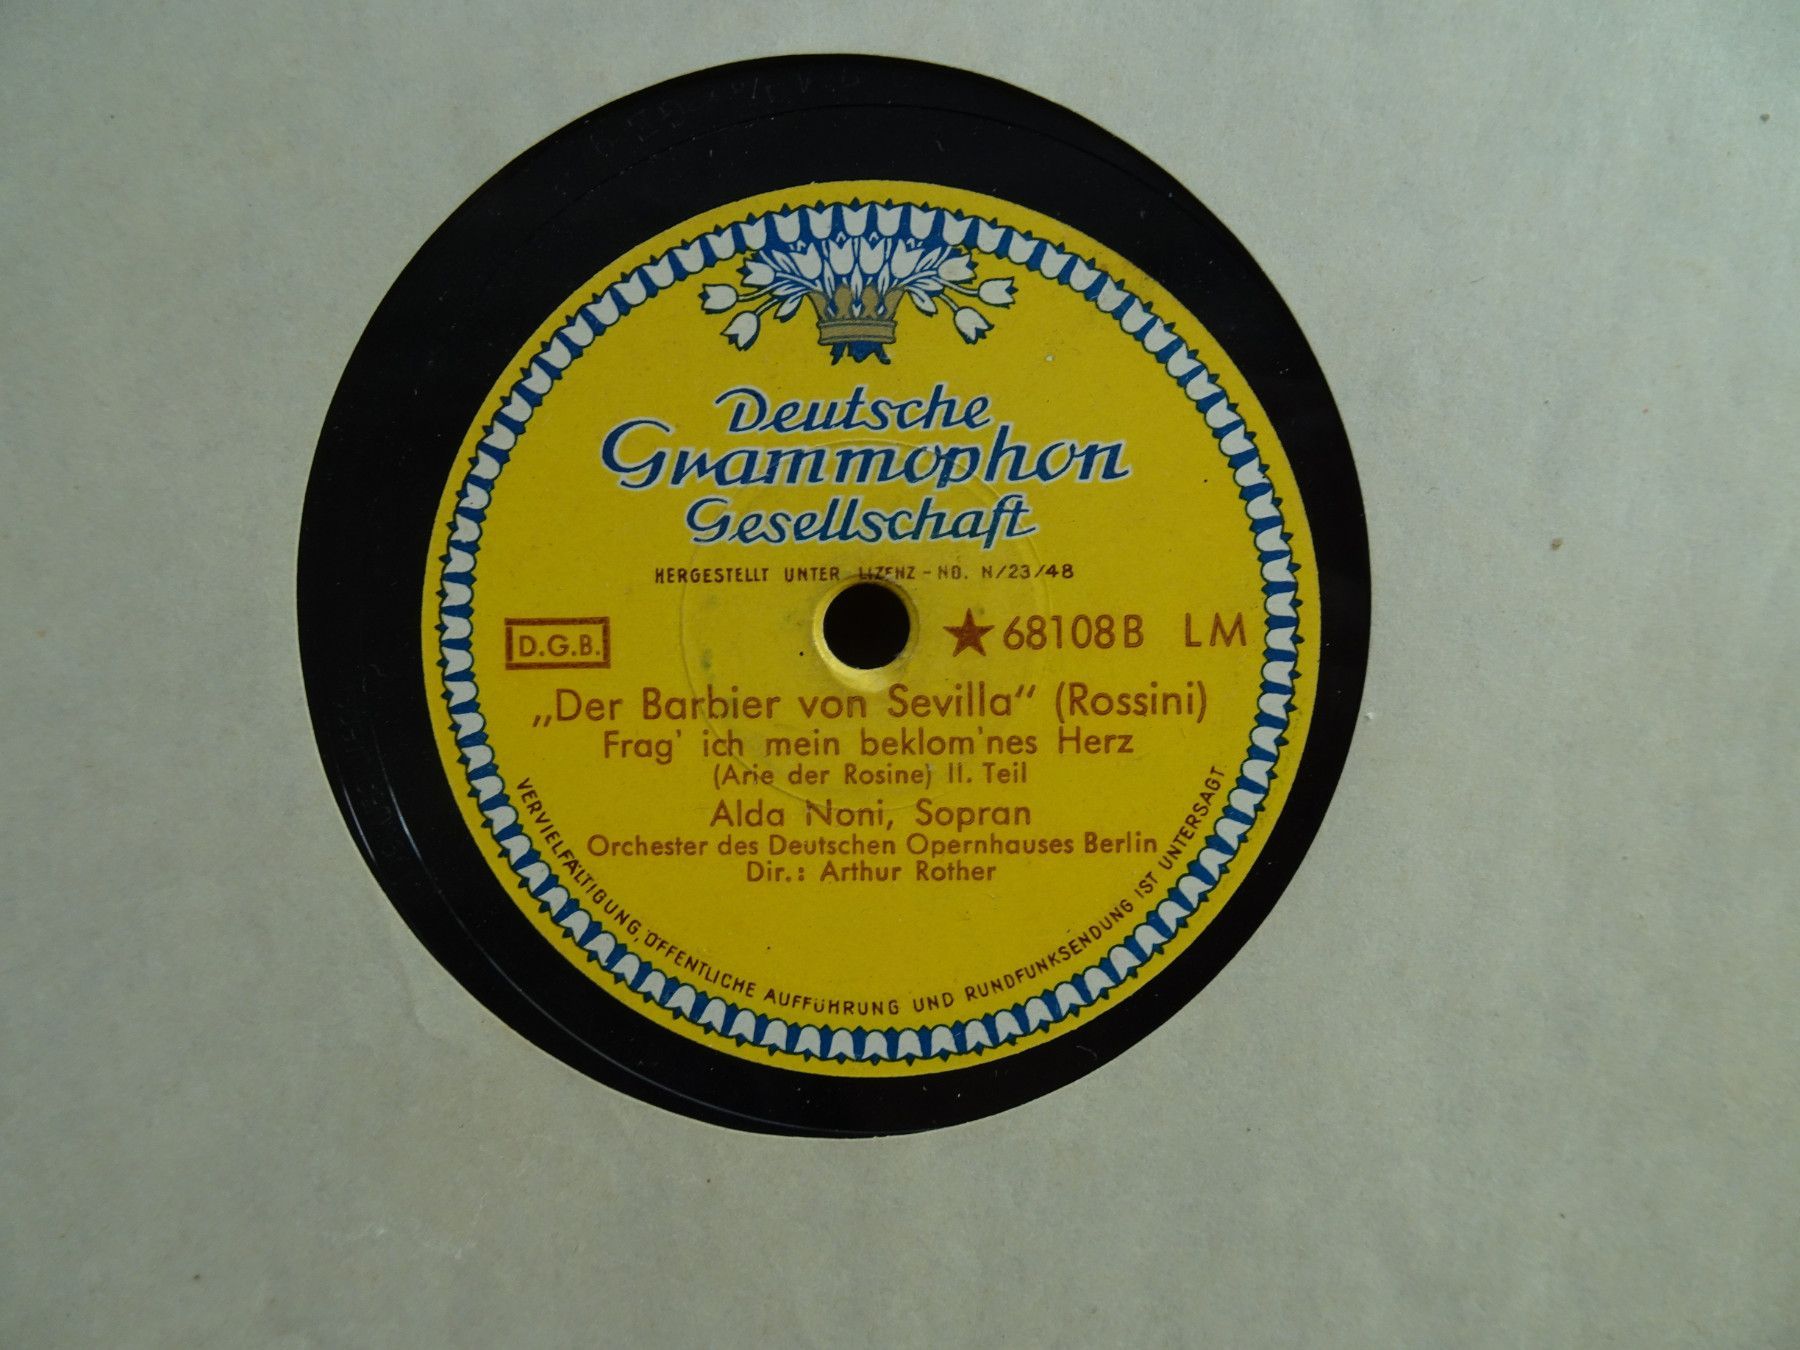 Deutsche
Grammophon
Gesellschaft
HERGESTELLT UNTER LIZENZ-NO. N/23/48
D.G.B.
★ 68108 B LM
„Der Barbier von Sevilla“ (Rossini)
Frag' ich mein beklom'nes Herz
(Arie der Rosine) II. Teil
Alda Noni, Sopran
Orchester des Deutschen Opernhauses Berlin
Dir.: Arthur Rother
VERVIELFÄLTIGUNG, ÖFFENTLICHE AUFFÜHRUNG UND RUNDFUNKSENDUNG IST UNTERSAGT